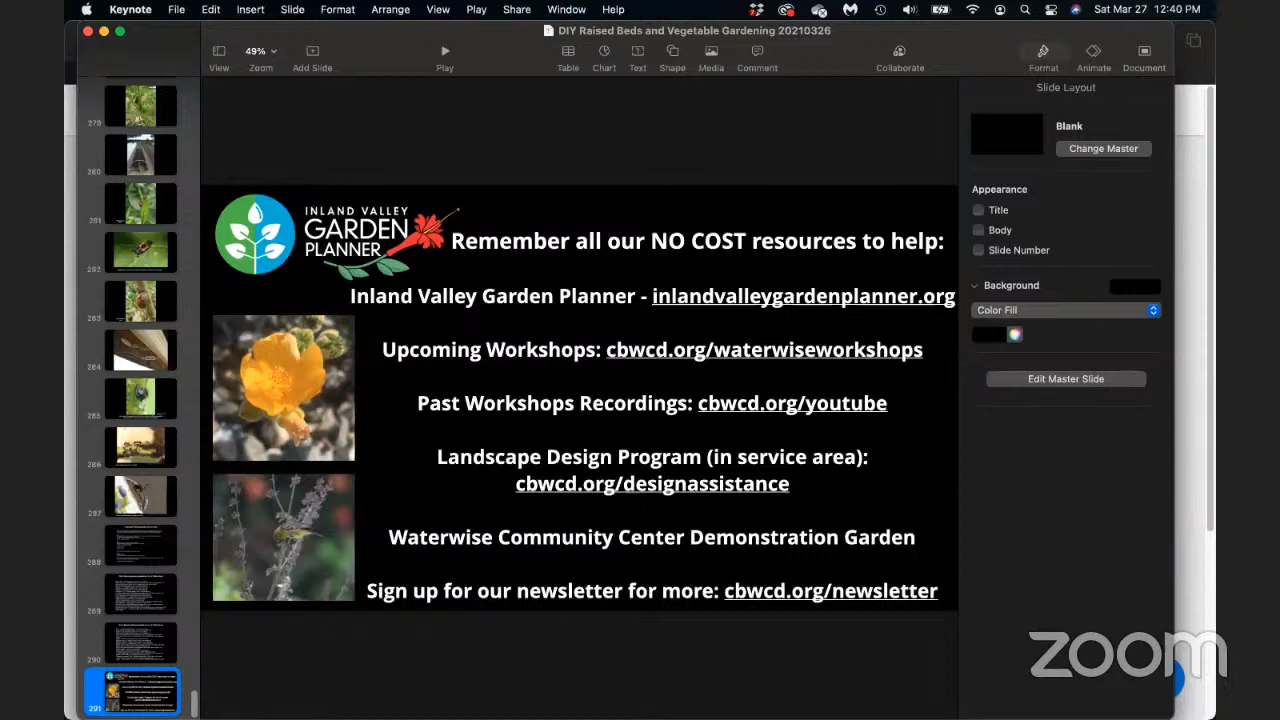 Keynote File Edit Insert Slide Format Arrange View Play Share Window Help Sat Mar 27 12:40 PM
DIY Raised Beds and Vegetable Gardening 20210326
49%
View Zoom Add Slide Play Table Chart Text Shape Media Comment Collaborate Format Animate Document
Slide Layout
Blank
Change Master
Appearance
Title
Body
Slide Number
Background
Color Fill
Edit Master Slide
279
280
281
282
283
284
285
286
287
288
289
290
291
INLAND VALLEY
GARDEN
PLANNER
Remember all our NO COST resources to help:
Inland Valley Garden Planner - inlandvalleygardenplanner.org
Upcoming Workshops: cbwcd.org/waterwiseworkshops
Past Workshops Recordings: cbwcd.org/youtube
Landscape Design Program (in service area):
cbwcd.org/designassistance
Waterwise Community Center Demonstration Garden
Sign up for our newsletter for more: cbwcd.org/newsletter
zoom